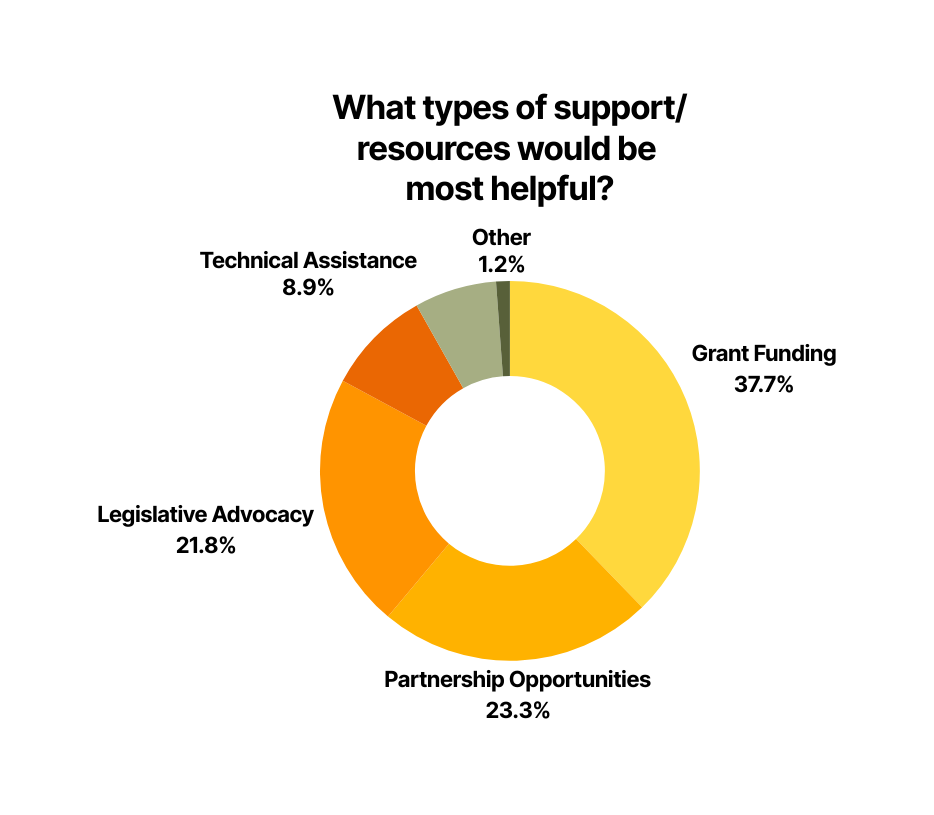 What types of support/
resources would be
most helpful?
Other
1.2%
Technical Assistance
8.9%
Grant Funding
37.7%
Legislative Advocacy
21.8%
Partnership Opportunities
23.3%